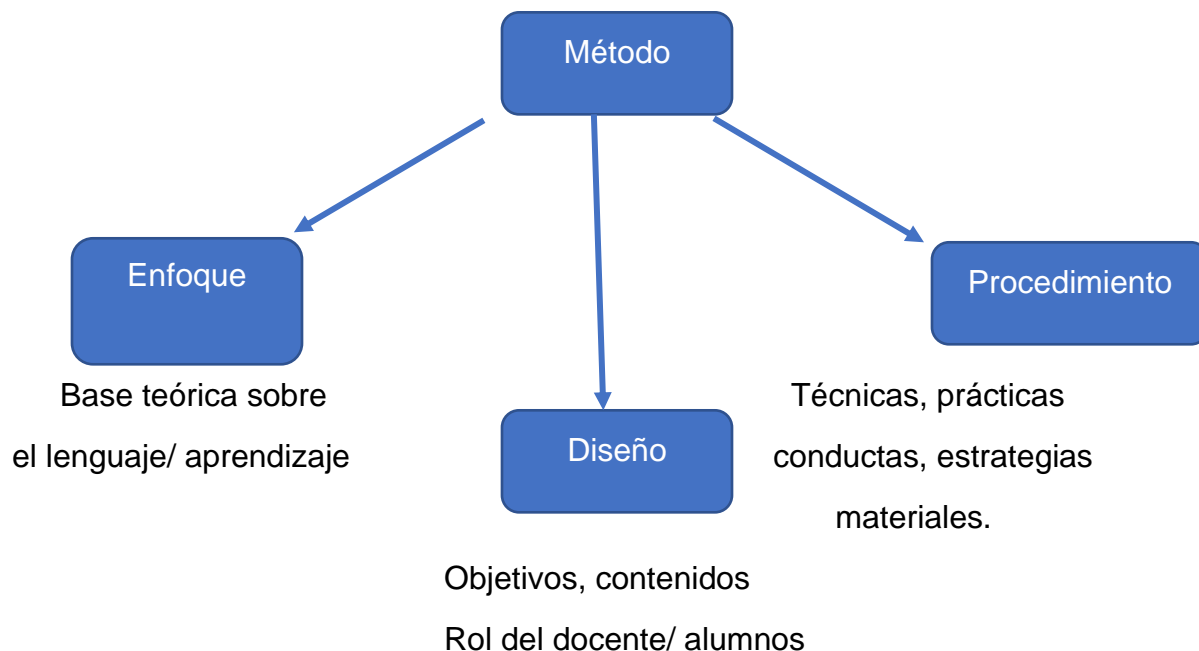 Método
Enfoque
Procedimiento
Base teórica sobre
el lenguaje/ aprendizaje
Diseño
Técnicas, prácticas
conductas, estrategias
materiales.
Objetivos, contenidos
Rol del docente/ alumnos